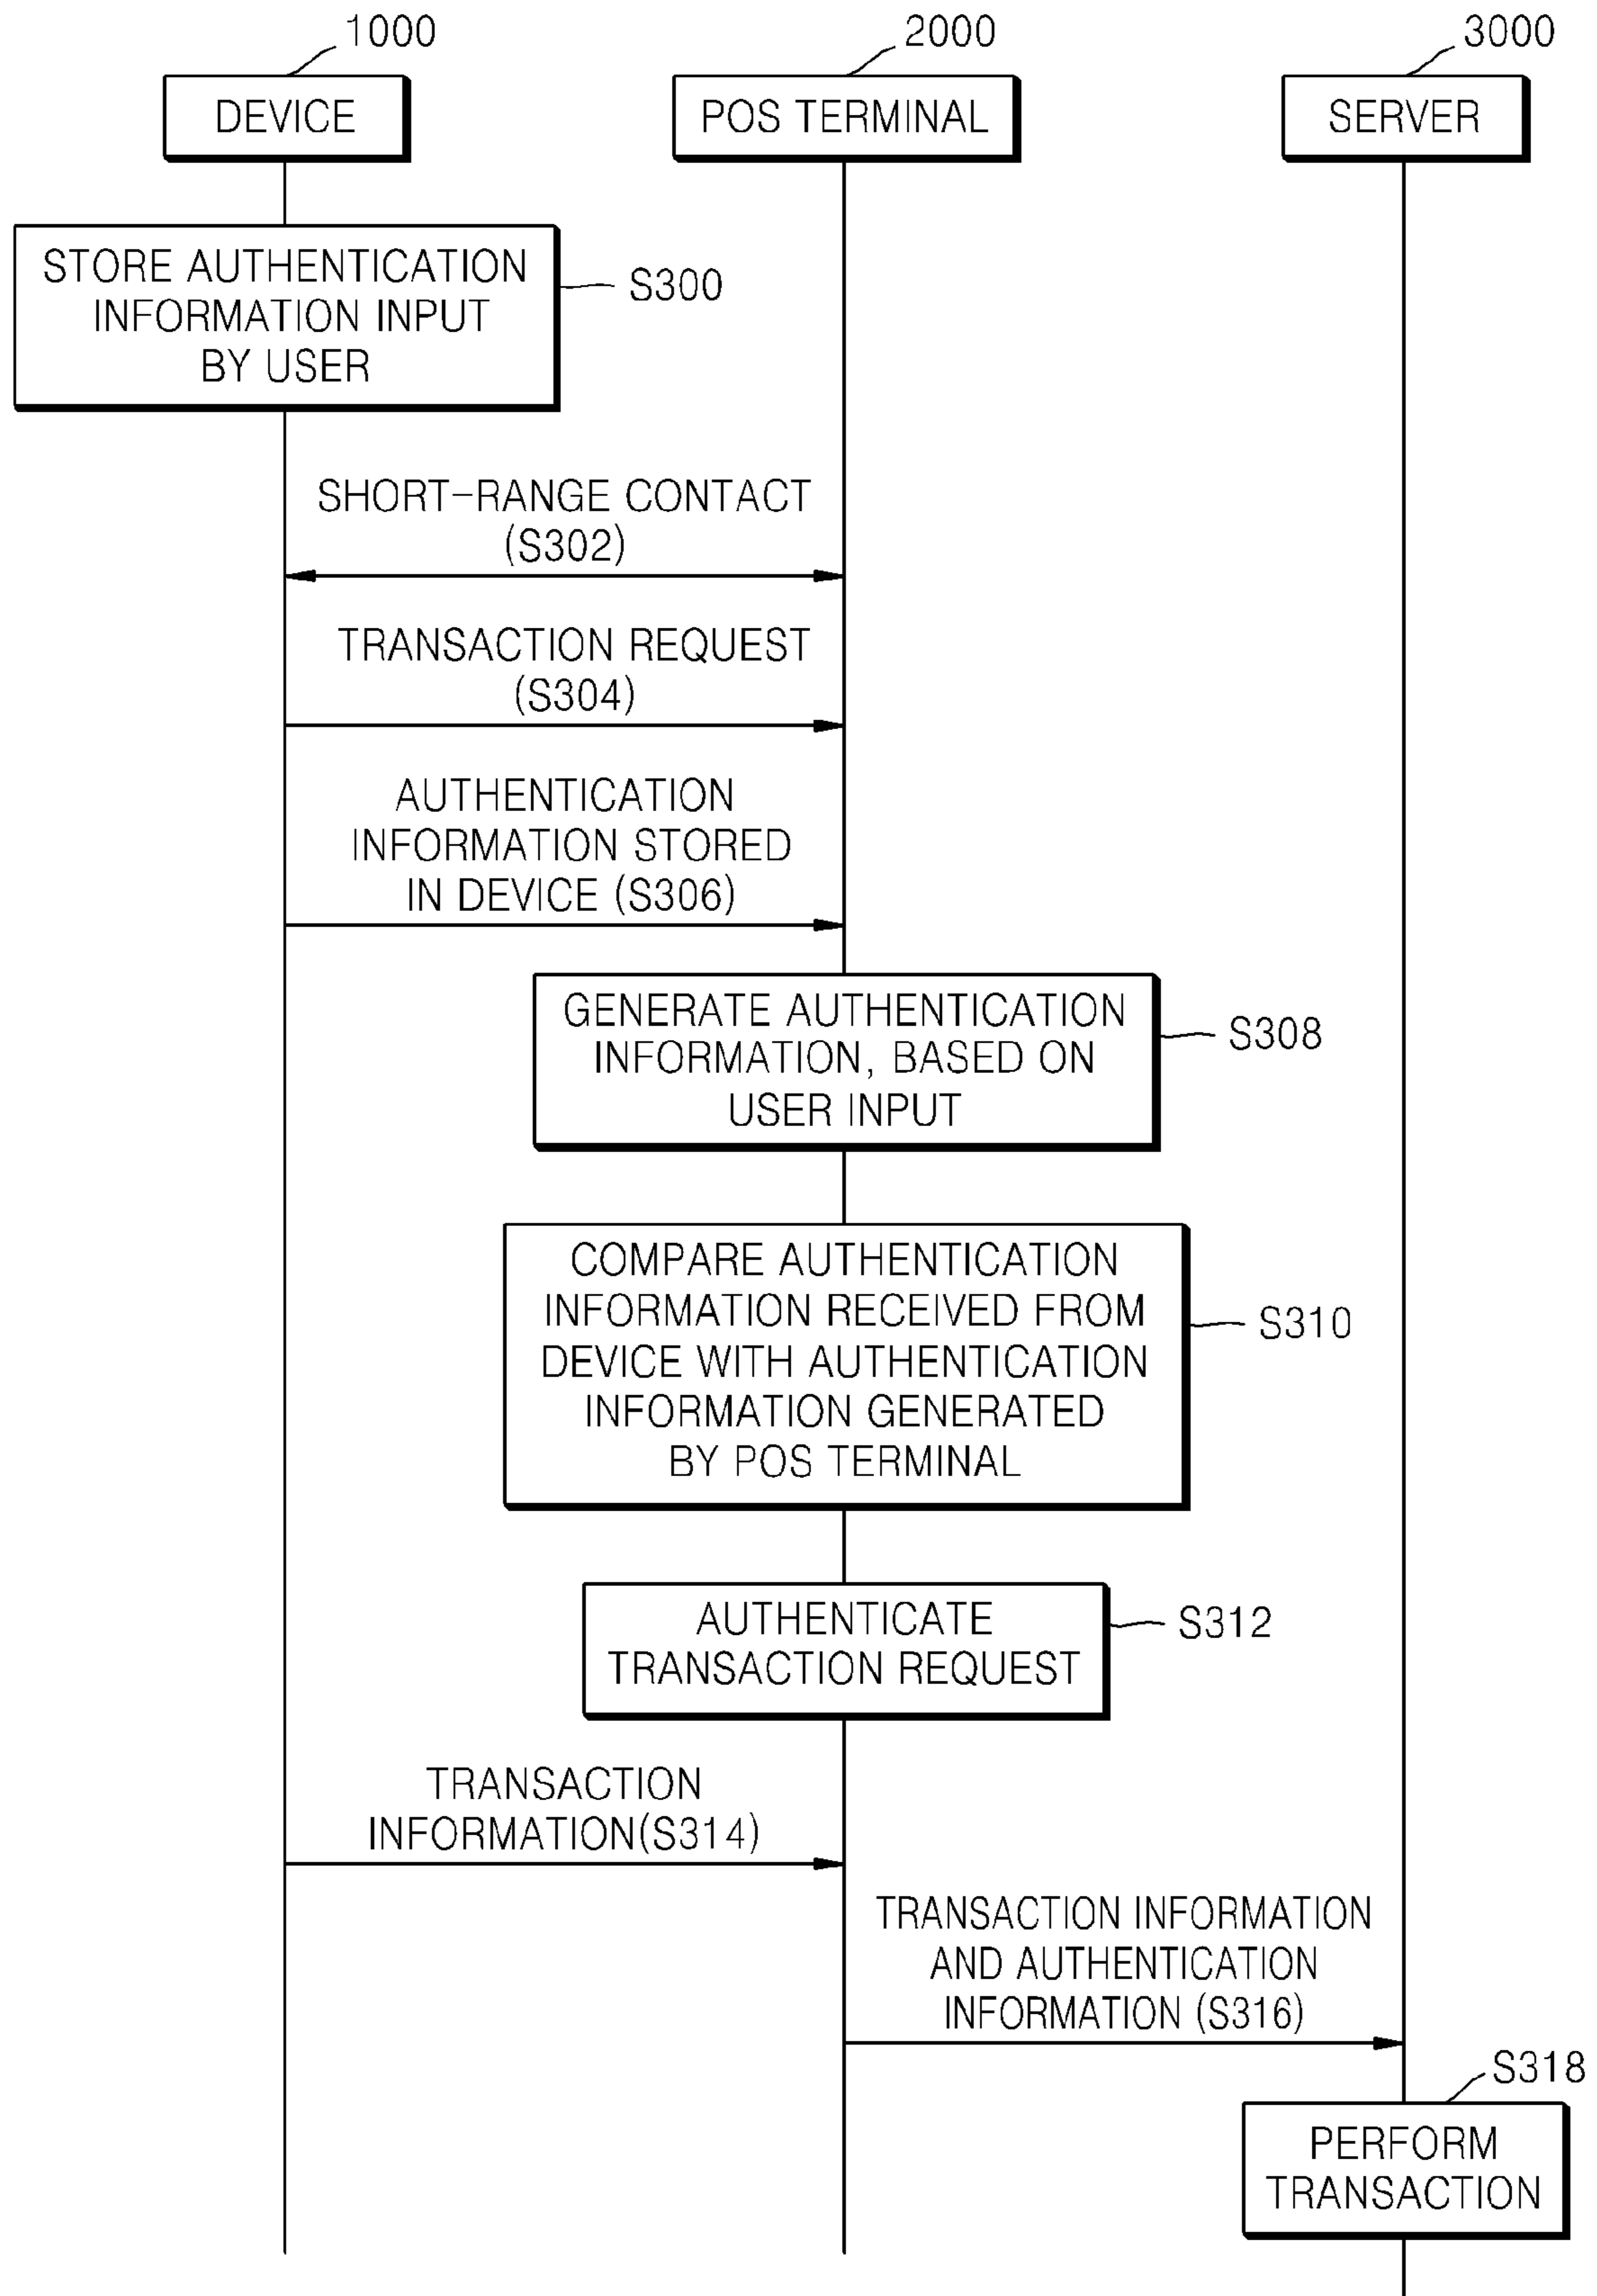 1000
2000
3000
DEVICE
POS TERMINAL
SERVER
STORE AUTHENTICATION
INFORMATION INPUT
BY USER
S300
SHORT-RANGE CONTACT
(S302)
TRANSACTION REQUEST
(S304)
AUTHENTICATION
INFORMATION STORED
IN DEVICE (S306)
GENERATE AUTHENTICATION
INFORMATION, BASED ON
USER INPUT
S308
COMPARE AUTHENTICATION
INFORMATION RECEIVED FROM
DEVICE WITH AUTHENTICATION
INFORMATION GENERATED
BY POS TERMINAL
S310
AUTHENTICATE
TRANSACTION REQUEST
S312
TRANSACTION
INFORMATION(S314)
TRANSACTION INFORMATION
AND AUTHENTICATION
INFORMATION (S316)
S318
PERFORM
TRANSACTION